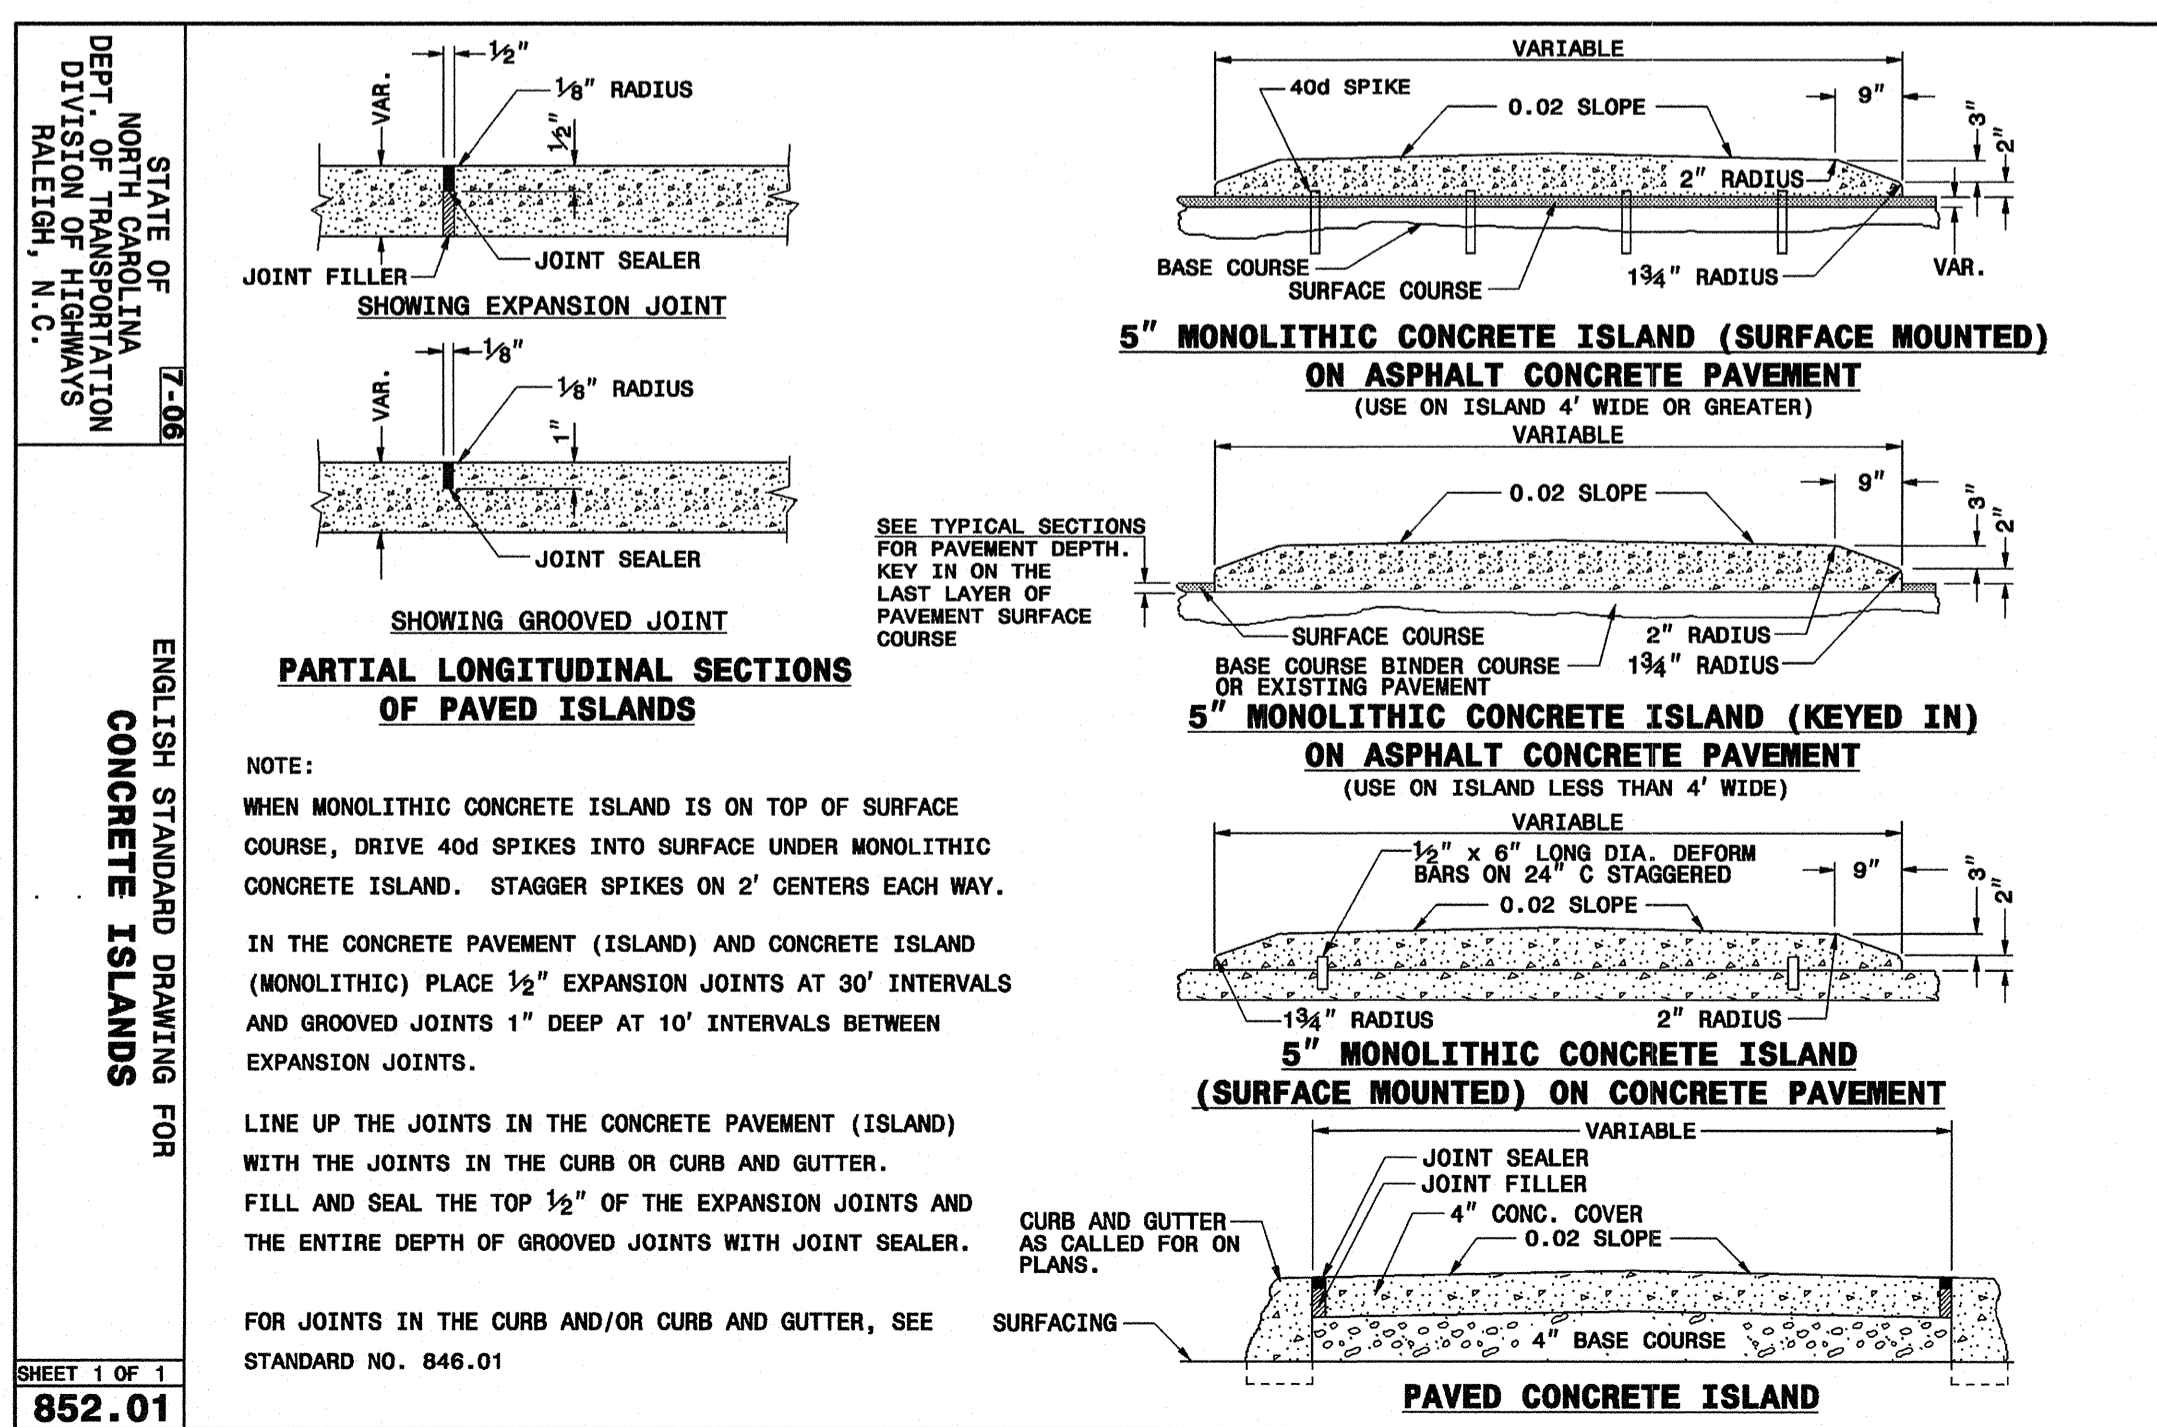 STATE OF
NORTH CAROLINA
DEPT. OF TRANSPORTATION
DIVISION OF HIGHWAYS
RALEIGH, N.C.
7-06
ENGLISH STANDARD DRAWING FOR
CONCRETE ISLANDS
SHEET 1 OF 1
852.01
1/2"
VAR.
1/8" RADIUS
1/2"
JOINT SEALER
JOINT FILLER
SHOWING EXPANSION JOINT
1/8"
VAR.
1/8" RADIUS
1"
JOINT SEALER
SHOWING GROOVED JOINT
PARTIAL LONGITUDINAL SECTIONS
OF PAVED ISLANDS
NOTE:
WHEN MONOLITHIC CONCRETE ISLAND IS ON TOP OF SURFACE
COURSE, DRIVE 40d SPIKES INTO SURFACE UNDER MONOLITHIC
CONCRETE ISLAND. STAGGER SPIKES ON 2' CENTERS EACH WAY.
IN THE CONCRETE PAVEMENT (ISLAND) AND CONCRETE ISLAND
(MONOLITHIC) PLACE 1/2" EXPANSION JOINTS AT 30' INTERVALS
AND GROOVED JOINTS 1" DEEP AT 10' INTERVALS BETWEEN
EXPANSION JOINTS.
LINE UP THE JOINTS IN THE CONCRETE PAVEMENT (ISLAND)
WITH THE JOINTS IN THE CURB OR CURB AND GUTTER.
FILL AND SEAL THE TOP 1/2" OF THE EXPANSION JOINTS AND
THE ENTIRE DEPTH OF GROOVED JOINTS WITH JOINT SEALER.
FOR JOINTS IN THE CURB AND/OR CURB AND GUTTER, SEE
STANDARD NO. 846.01
VARIABLE
40d SPIKE
0.02 SLOPE
9"
3"
2"
2" RADIUS
BASE COURSE
SURFACE COURSE
1 3/4" RADIUS
VAR.
5" MONOLITHIC CONCRETE ISLAND (SURFACE MOUNTED)
ON ASPHALT CONCRETE PAVEMENT
(USE ON ISLAND 4' WIDE OR GREATER)
VARIABLE
0.02 SLOPE
9"
3"
2"
SEE TYPICAL SECTIONS
FOR PAVEMENT DEPTH.
KEY IN ON THE
LAST LAYER OF
PAVEMENT SURFACE
COURSE
SURFACE COURSE
2" RADIUS
BASE COURSE BINDER COURSE
OR EXISTING PAVEMENT
1 3/4" RADIUS
5" MONOLITHIC CONCRETE ISLAND (KEYED IN)
ON ASPHALT CONCRETE PAVEMENT
(USE ON ISLAND LESS THAN 4' WIDE)
VARIABLE
1/2" x 6" LONG DIA. DEFORM
BARS ON 24" C STAGGERED
0.02 SLOPE
9"
3"
2"
1 3/4" RADIUS
2" RADIUS
5" MONOLITHIC CONCRETE ISLAND
(SURFACE MOUNTED) ON CONCRETE PAVEMENT
VARIABLE
JOINT SEALER
JOINT FILLER
4" CONC. COVER
0.02 SLOPE
CURB AND GUTTER
AS CALLED FOR ON
PLANS.
SURFACING
4" BASE COURSE
PAVED CONCRETE ISLAND